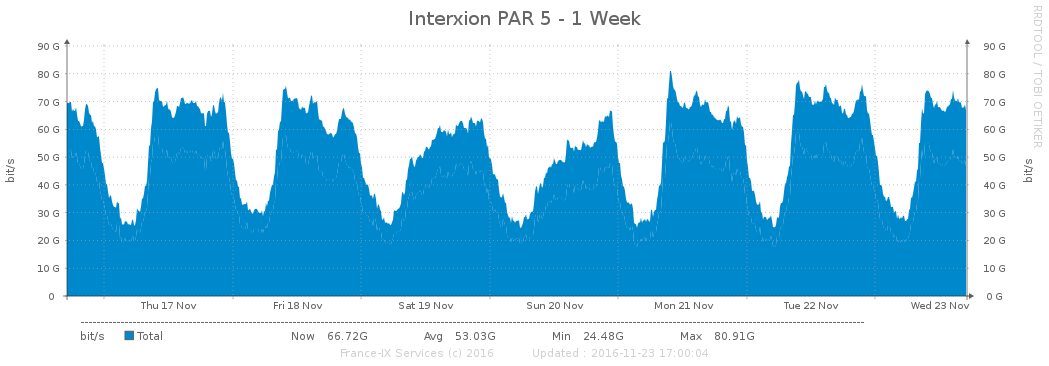 Interxion PAR 5 - 1 Week
RRDTOOL / TOBI OETIKER
bit/s
90 G 90 G
80 G 80 G
70 G 70 G
60 G 60 G
50 G 50 G
40 G 40 G
30 G 30 G
20 G 20 G
10 G 10 G
0 0 G
bit/s
Thu 17 Nov Fri 18 Nov Sat 19 Nov Sun 20 Nov Mon 21 Nov Tue 22 Nov Wed 23 Nov
bit/s Total Now 66.72G Avg 53.03G Min 24.48G Max 80.91G
France-IX Services (c) 2016 Updated : 2016-11-23 17:00:04